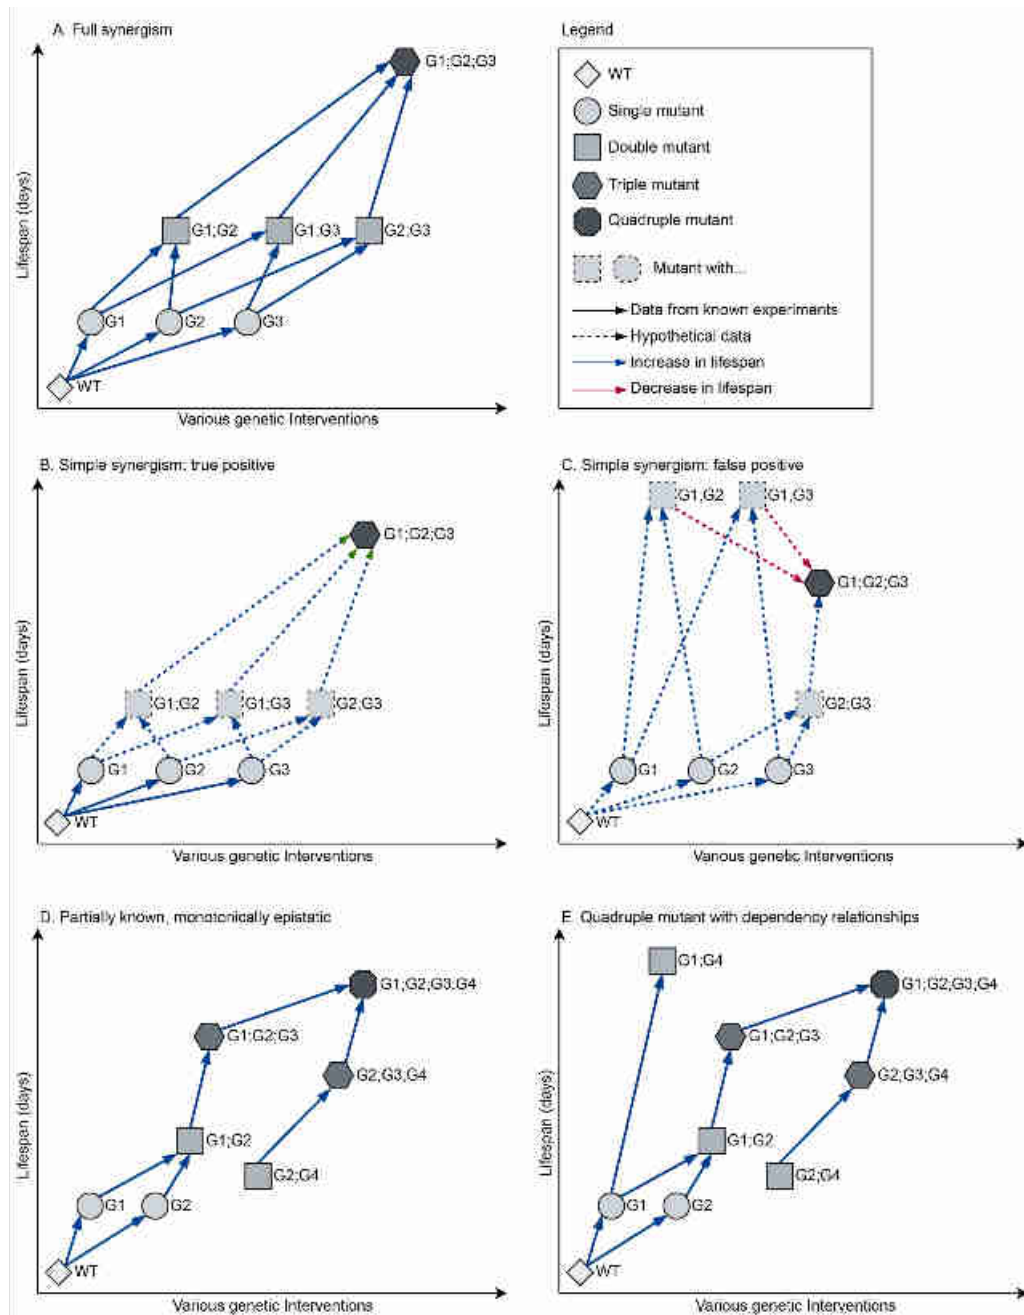 A. Full synergism
G1;G2;G3
G1;G2
G1;G3
G2;G3
G1
G2
G3
WT
Lifespan (days)
Various genetic Interventions
Legend
WT
Single mutant
Double mutant
Triple mutant
Quadruple mutant
Mutant with...
Data from known experiments
Hypothetical data
Increase in lifespan
Decrease in lifespan
B. Simple synergism: true positive
G1;G2;G3
G1;G2
G1;G3
G2;G3
G1
G2
G3
WT
Lifespan (days)
Various genetic Interventions
C. Simple synergism: false positive
G1,G2
G1,G3
G1;G2;G3
G2;G3
G1
G2
G3
WT
Lifespan (days)
Various genetic Interventions
D. Partially known, monotonically epistatic
G1;G2;G3;G4
G1;G2;G3
G2;G3;G4
G1;G2
G2;G4
G1
G2
WT
Lifespan (days)
Various genetic Interventions
E. Quadruple mutant with dependency relationships
G1;G4
G1;G2;G3;G4
G1;G2;G3
G2;G3;G4
G1;G2
G2;G4
G1
G2
WT
Lifespan (days)
Various genetic Interventions